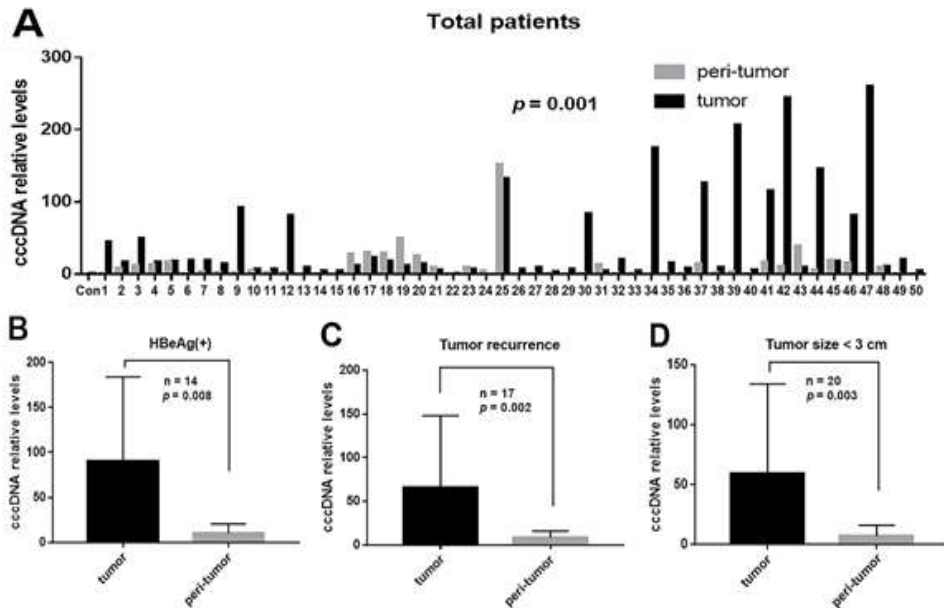 A
Total patients
cccDNA relative levels
300
200
100
0
p = 0.001
peri-tumor
tumor
Con 1 2 3 4 5 6 7 8 9 10 11 12 13 14 15 16 17 18 19 20 21 22 23 24 25 26 27 28 29 30 31 32 33 34 35 36 37 38 39 40 41 42 43 44 45 46 47 48 49 50
B
HBeAg(+)
cccDNA relative levels
200
150
100
50
0
n = 14
p = 0.008
tumor
peri-tumor
C
Tumor recurrence
cccDNA relative levels
200
150
100
50
0
n = 17
p = 0.002
tumor
peri-tumor
D
Tumor size < 3 cm
cccDNA relative levels
150
100
50
0
n = 20
p = 0.003
tumor
peri-tumor